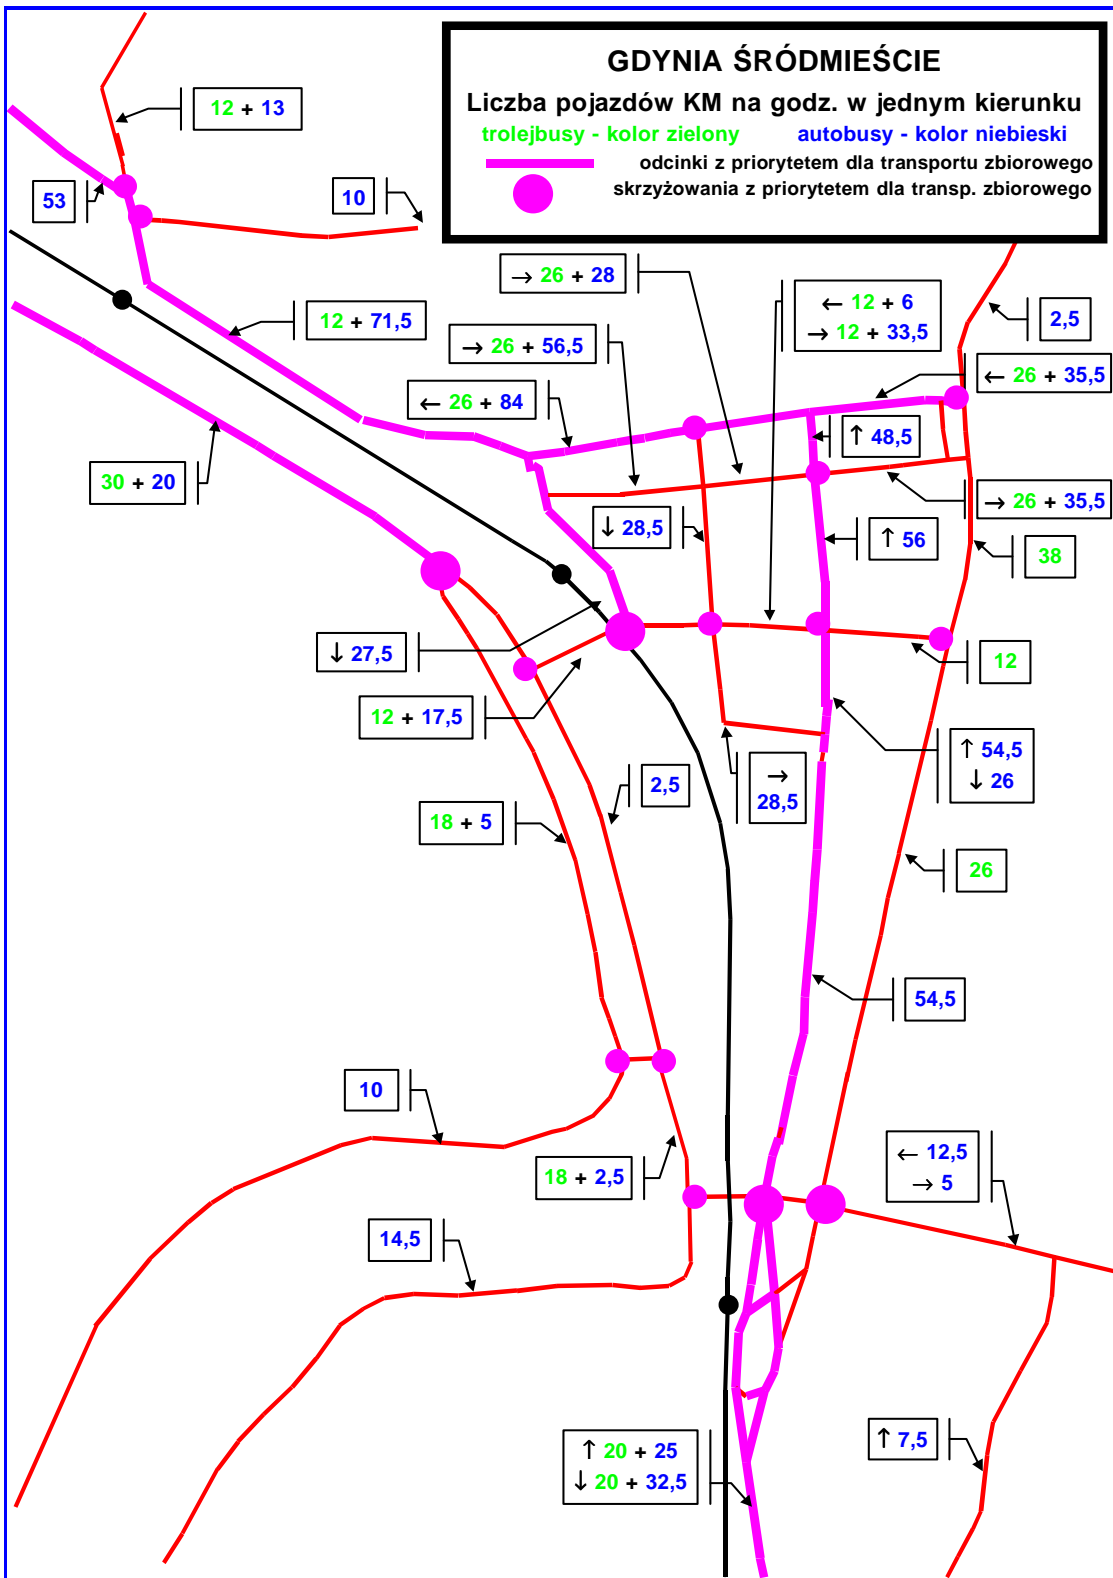 GDYNIA ŚRÓDMIEŚCIE
Liczba pojazdów KM na godz. w jednym kierunku
trolejbusy - kolor zielony autobusy - kolor niebieski
odcinki z priorytetem dla transportu zbiorowego
skrzyżowania z priorytetem dla transp. zbiorowego
12 + 13
53
10
→ 26 + 28
← 12 + 6
→ 12 + 33,5
2,5
12 + 71,5
→ 26 + 56,5
← 26 + 35,5
← 26 + 84
↑ 48,5
30 + 20
→ 26 + 35,5
↓ 28,5
↑ 56
38
↓ 27,5
12
12 + 17,5
↑ 54,5
↓ 26
2,5
→
28,5
18 + 5
26
54,5
10
← 12,5
→ 5
18 + 2,5
14,5
↑ 7,5
↑ 20 + 25
↓ 20 + 32,5